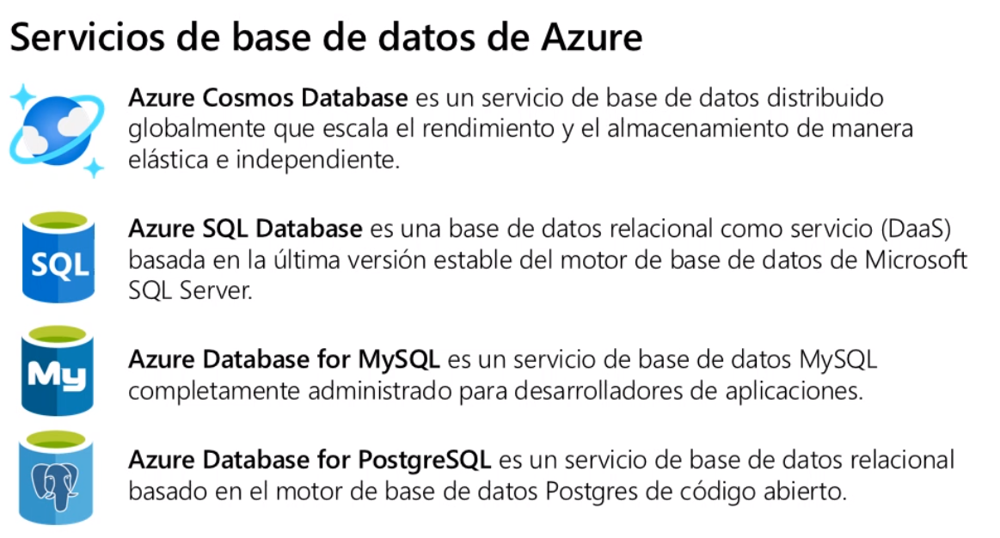 Servicios de base de datos de Azure
Azure Cosmos Database es un servicio de base de datos distribuido
globalmente que escala el rendimiento y el almacenamiento de manera
elástica e independiente.
SQL
Azure SQL Database es una base de datos relacional como servicio (DaaS)
basada en la última versión estable del motor de base de datos de Microsoft
SQL Server.
My
Azure Database for MySQL es un servicio de base de datos MySQL
completamente administrado para desarrolladores de aplicaciones.
Azure Database for PostgreSQL es un servicio de base de datos relacional
basado en el motor de base de datos Postgres de código abierto.